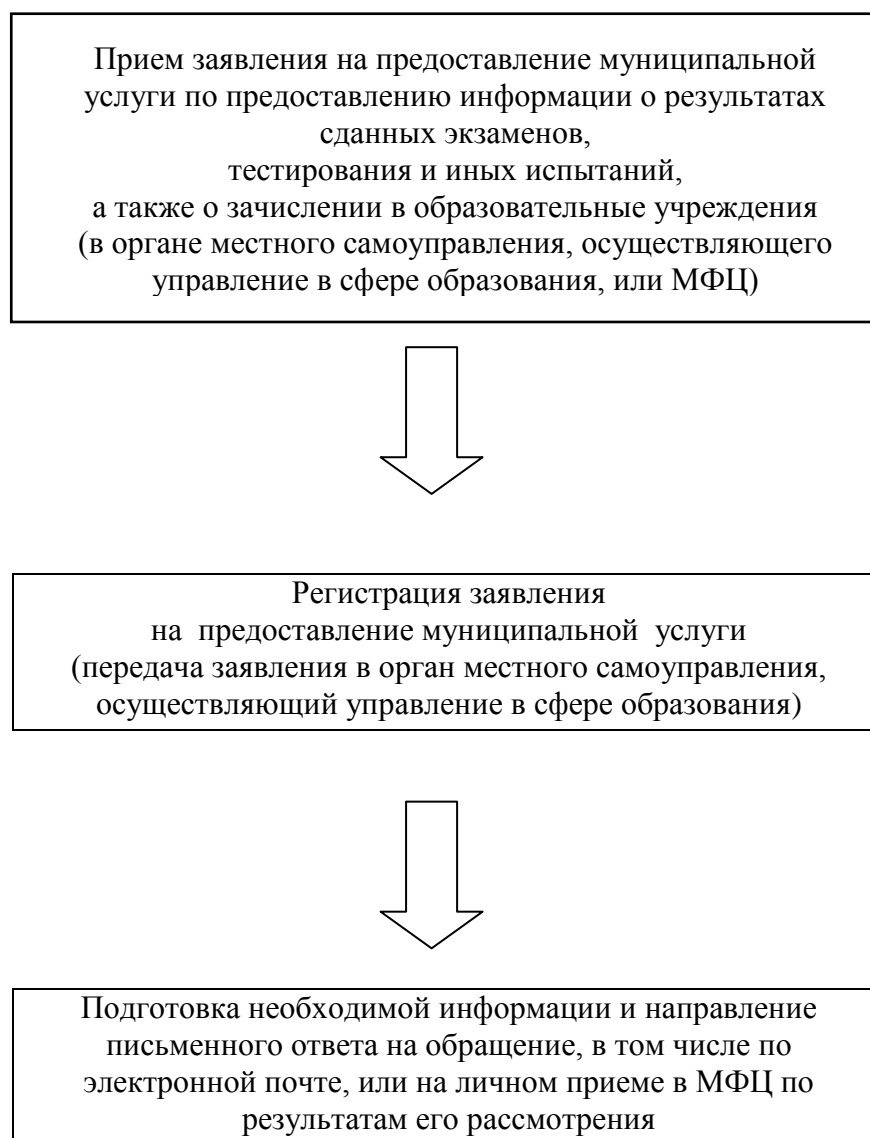 Прием заявления на предоставление муниципальной
услуги по предоставлению информации о результатах
сданных экзаменов,
тестирования и иных испытаний,
а также о зачислении в образовательные учреждения
(в органе местного самоуправления, осуществляющего
управление в сфере образования, или МФЦ)
Регистрация заявления
на предоставление муниципальной услуги
(передача заявления в орган местного самоуправления,
осуществляющий управление в сфере образования)
Подготовка необходимой информации и направление
письменного ответа на обращение, в том числе по
электронной почте, или на личном приеме в МФЦ по
результатам его рассмотрения